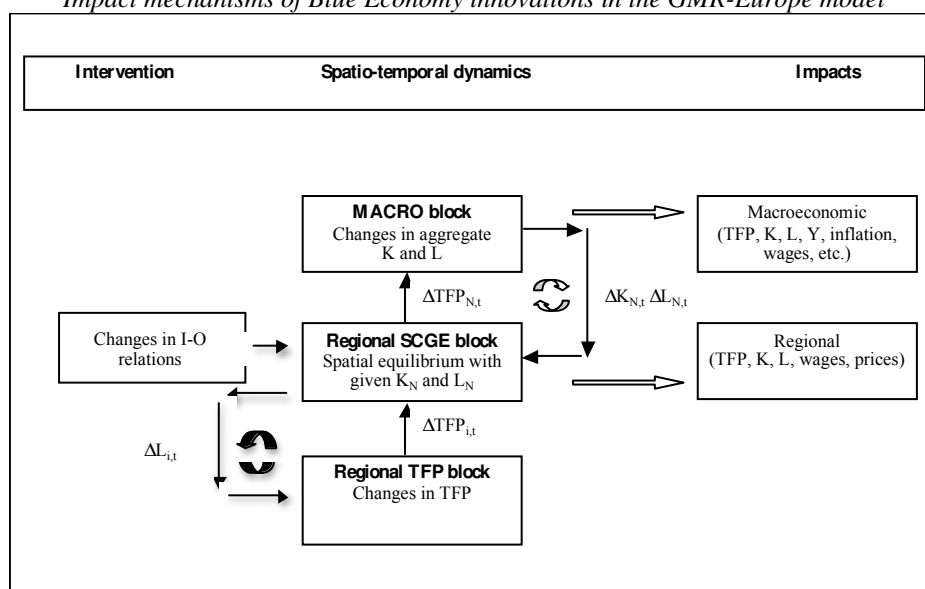 Impact mechanisms of Blue Economy innovations in the GMR-Europe model
Intervention
Spatio-temporal dynamics
Impacts
MACRO block
Changes in aggregate
K and L
Macroeconomic
(TFP, K, L, Y, inflation,
wages, etc.)
ΔTFPN,t
ΔKN,t ΔLN,t
Changes in I-O
relations
Regional SCGE block
Spatial equilibrium with
given KN and LN
Regional
(TFP, K, L, wages, prices)
ΔLi,t
ΔTFPi,t
Regional TFP block
Changes in TFP